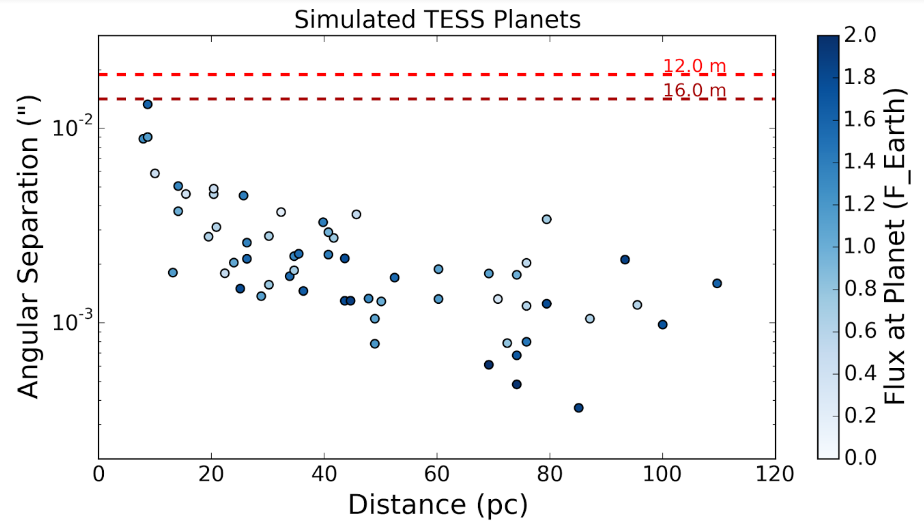 Simulated TESS Planets
12.0 m
16.0 m
10⁻²
10⁻³
Angular Separation (")
0 20 40 60 80 100 120
Distance (pc)
2.0
1.8
1.6
1.4
1.2
1.0
0.8
0.6
0.4
0.2
0.0
Flux at Planet (F_Earth)